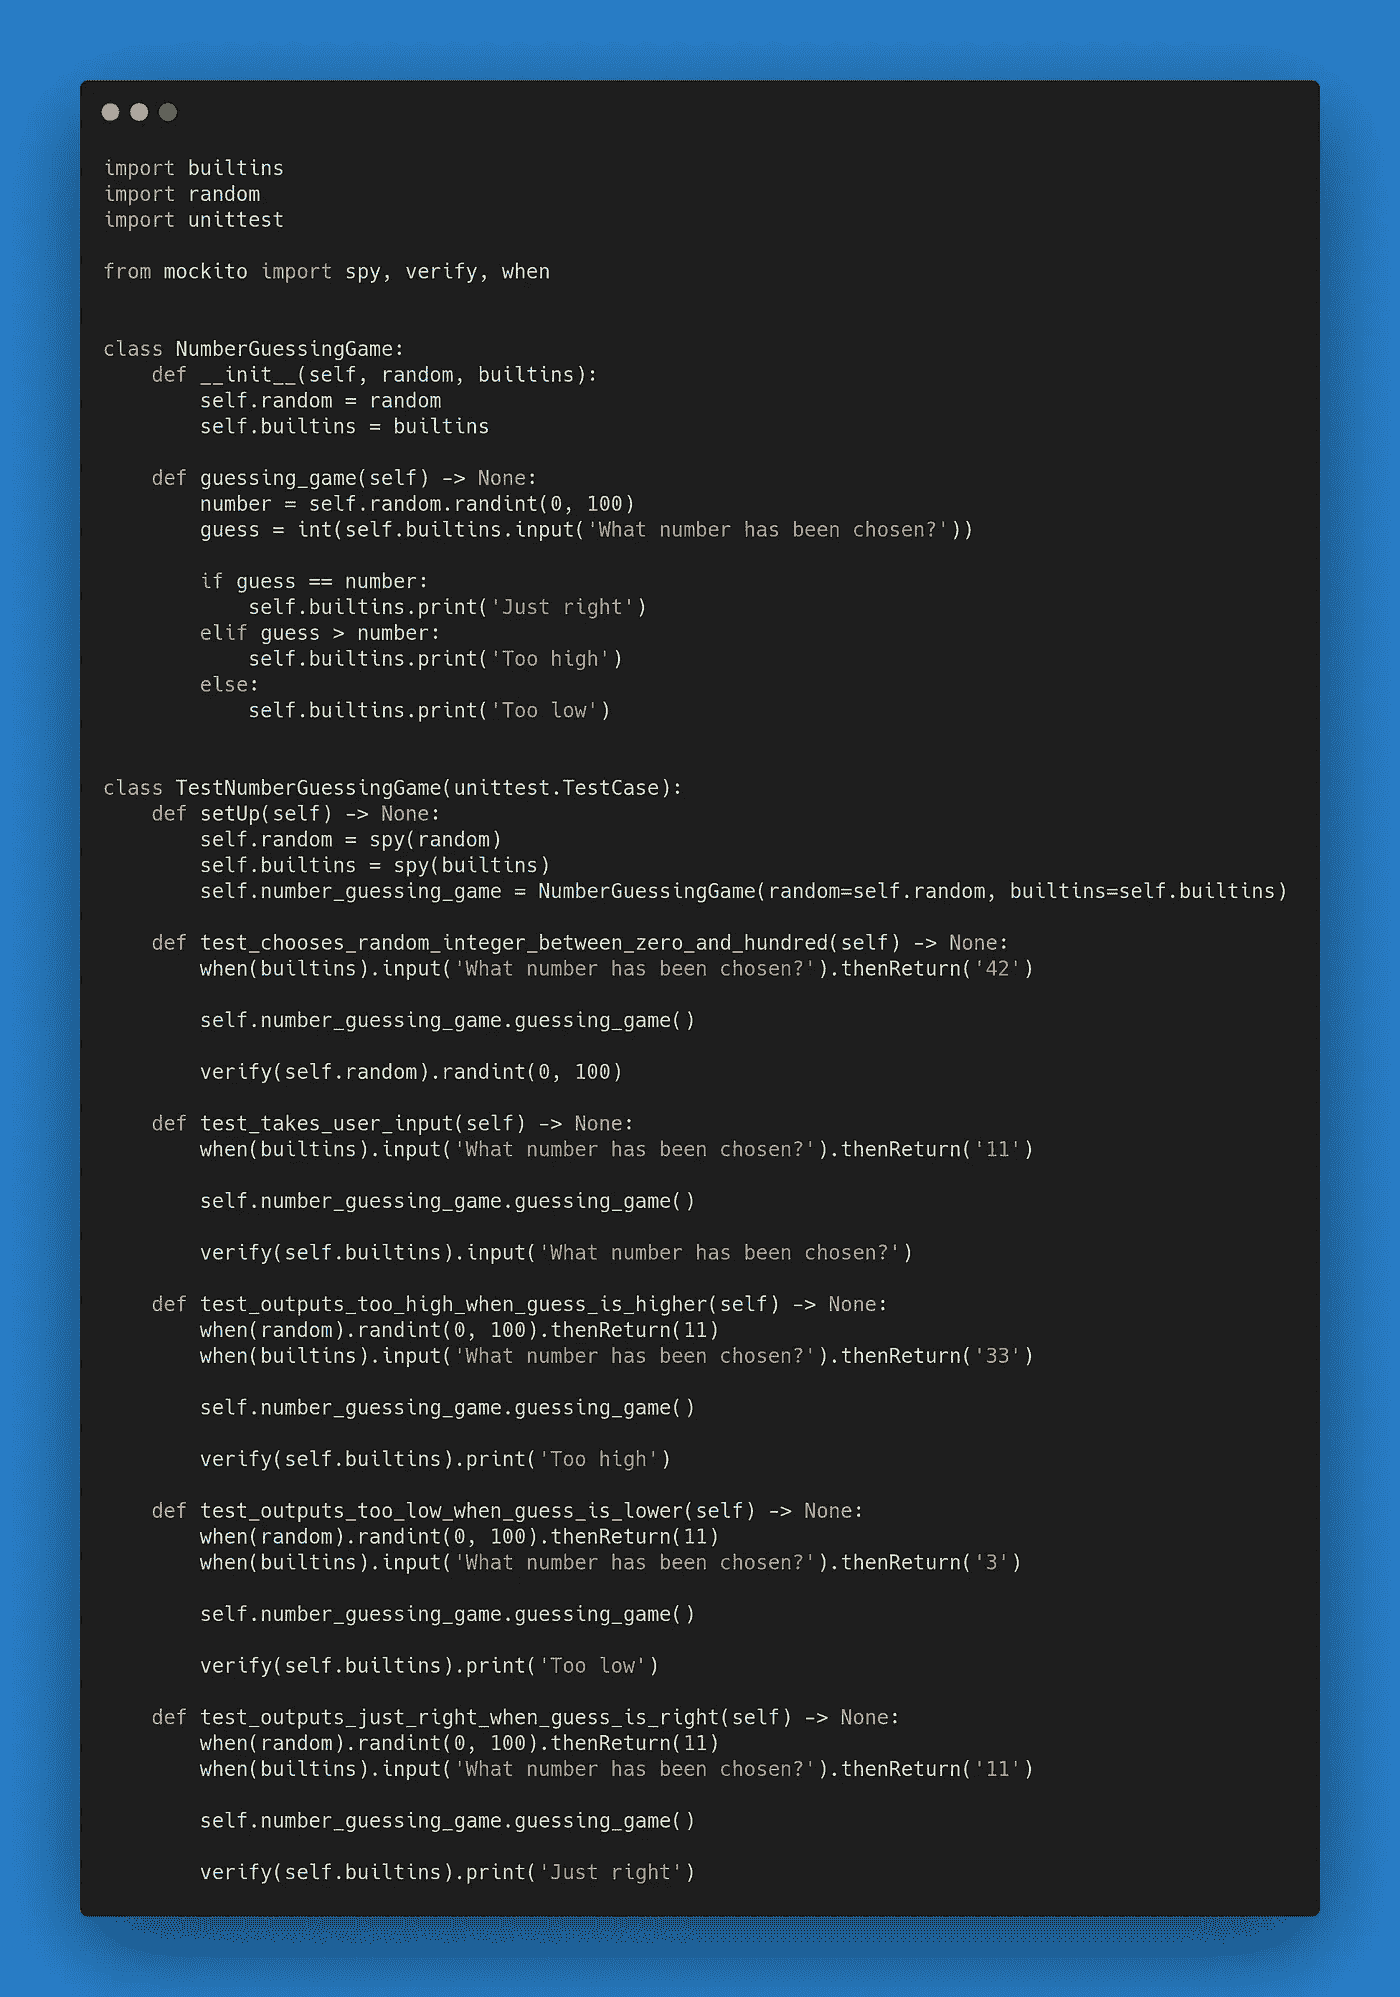 import builtins
import random
import unittest

from mockito import spy, verify, when


class NumberGuessingGame:
    def __init__(self, random, builtins):
        self.random = random
        self.builtins = builtins

    def guessing_game(self) -> None:
        number = self.random.randint(0, 100)
        guess = int(self.builtins.input('What number has been chosen?'))

        if guess == number:
            self.builtins.print('Just right')
        elif guess > number:
            self.builtins.print('Too high')
        else:
            self.builtins.print('Too low')


class TestNumberGuessingGame(unittest.TestCase):
    def setUp(self) -> None:
        self.random = spy(random)
        self.builtins = spy(builtins)
        self.number_guessing_game = NumberGuessingGame(random=self.random, builtins=self.builtins)

    def test_chooses_random_integer_between_zero_and_hundred(self) -> None:
        when(builtins).input('What number has been chosen?').thenReturn('42')

        self.number_guessing_game.guessing_game()

        verify(self.random).randint(0, 100)

    def test_takes_user_input(self) -> None:
        when(builtins).input('What number has been chosen?').thenReturn('11')

        self.number_guessing_game.guessing_game()

        verify(self.builtins).input('What number has been chosen?')

    def test_outputs_too_high_when_guess_is_higher(self) -> None:
        when(random).randint(0, 100).thenReturn(11)
        when(builtins).input('What number has been chosen?').thenReturn('33')

        self.number_guessing_game.guessing_game()

        verify(self.builtins).print('Too high')

    def test_outputs_too_low_when_guess_is_lower(self) -> None:
        when(random).randint(0, 100).thenReturn(11)
        when(builtins).input('What number has been chosen?').thenReturn('3')

        self.number_guessing_game.guessing_game()

        verify(self.builtins).print('Too low')

    def test_outputs_just_right_when_guess_is_right(self) -> None:
        when(random).randint(0, 100).thenReturn(11)
        when(builtins).input('What number has been chosen?').thenReturn('11')

        self.number_guessing_game.guessing_game()

        verify(self.builtins).print('Just right')